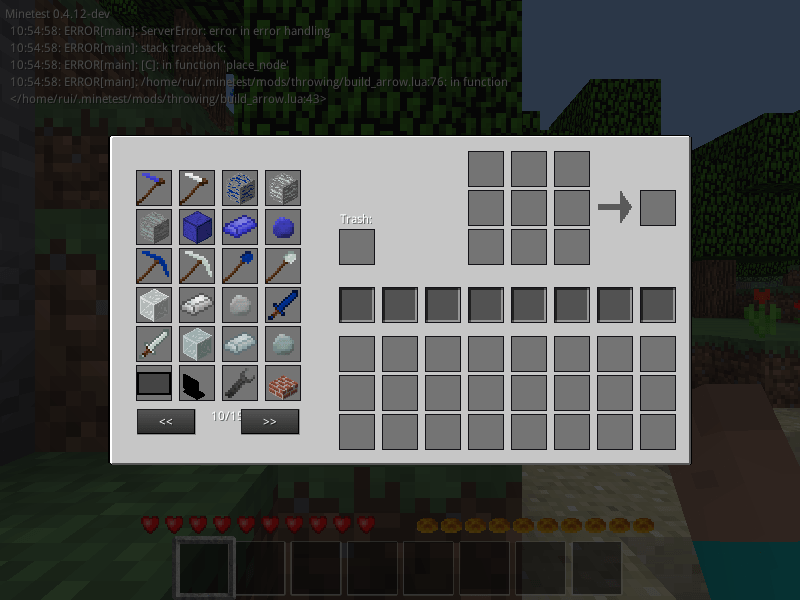 Minetest 0.4.12-dev
10:54:58: ERROR[main]: ServerError: error in error handling
10:54:58: ERROR[main]: stack traceback:
10:54:58: ERROR[main]: [C]: in function 'place_node'
10:54:58: ERROR[main]: /home/rui/.minetest/mods/throwing/build_arrow.lua:76: in function
</home/rui/.minetest/mods/throwing/build_arrow.lua:43>
Trash:
<< 10/1 >>